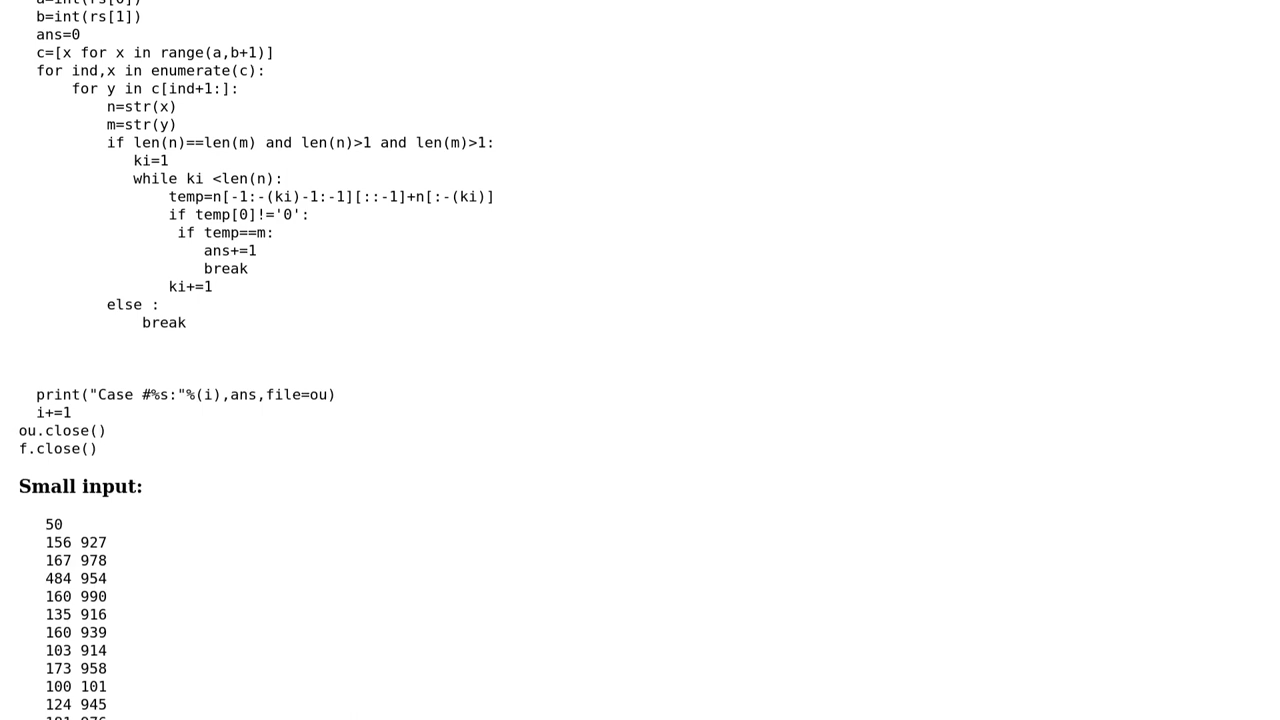 b=int(rs[1])
ans=0
c=[x for x in range(a,b+1)]
for ind,x in enumerate(c):
for y in c[ind+1:]:
n=str(x)
m=str(y)
if len(n)==len(m) and len(n)>1 and len(m)>1:
ki=1
while ki <len(n):
temp=n[-1:-(ki)-1:-1][::-1]+n[:-(ki)]
if temp[0]!='0':
if temp==m:
ans+=1
break
ki+=1
else :
break
print("Case #%s:"%(i),ans,file=ou)
i+=1
ou.close()
f.close()
Small input:
50
156 927
167 978
484 954
160 990
135 916
160 939
103 914
173 958
100 101
124 945